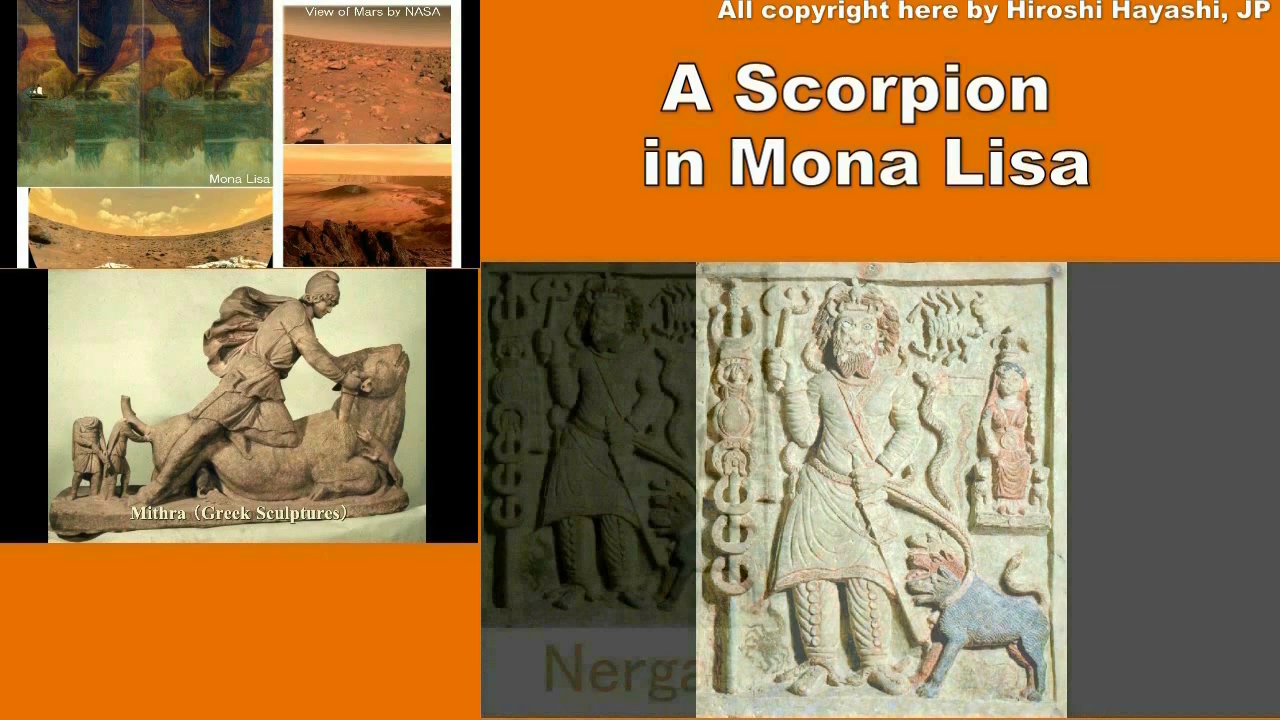 View of Mars by NASA
All copyright here by Hiroshi Hayashi, JP
A Scorpion
in Mona Lisa
Mona Lisa
Mithra (Greek Sculptures)
Nerga